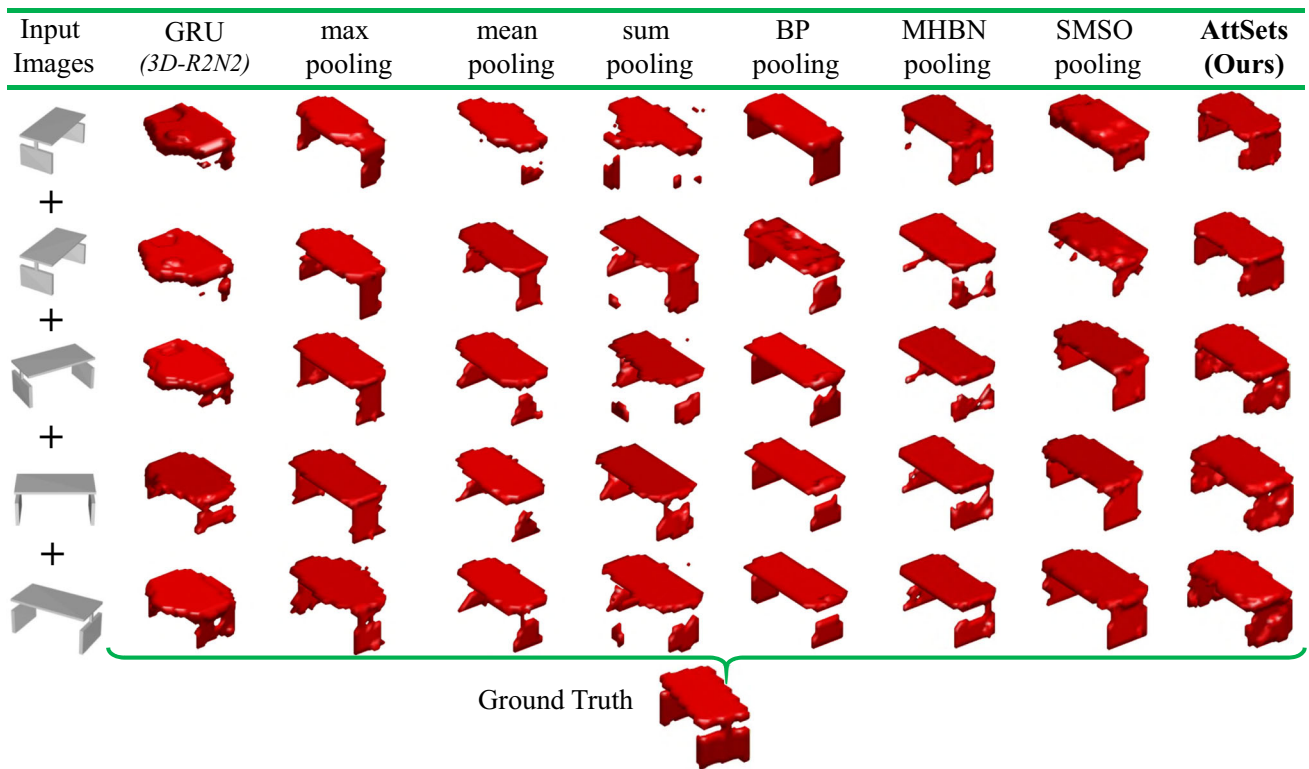 Input Images
GRU (3D-R2N2)
max pooling
mean pooling
sum pooling
BP pooling
MHBN pooling
SMSO pooling
AttSets (Ours)
+
+
+
+
Ground Truth